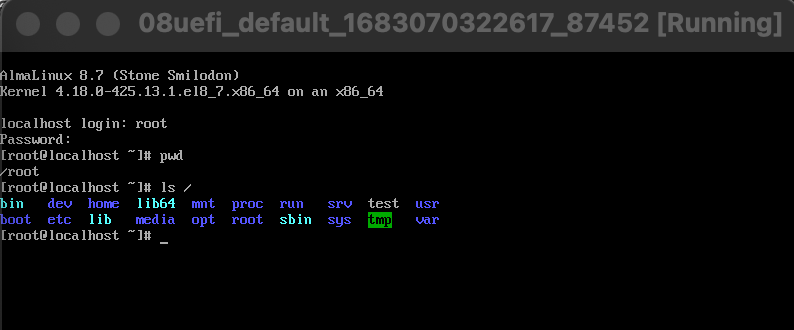 08uefi_default_1683070322617_87452 [Running]
AlmaLinux 8.7 (Stone Smilodon)
Kernel 4.18.0-425.13.1.el8_7.x86_64 on an x86_64
localhost login: root
Password:
[root@localhost ~]# pwd
/root
[root@localhost ~]# ls /
bin   dev  home  lib64  mnt  proc  run   srv  test  usr
boot  etc  lib   media  opt  root  sbin  sys  tmp   var
[root@localhost ~]# _